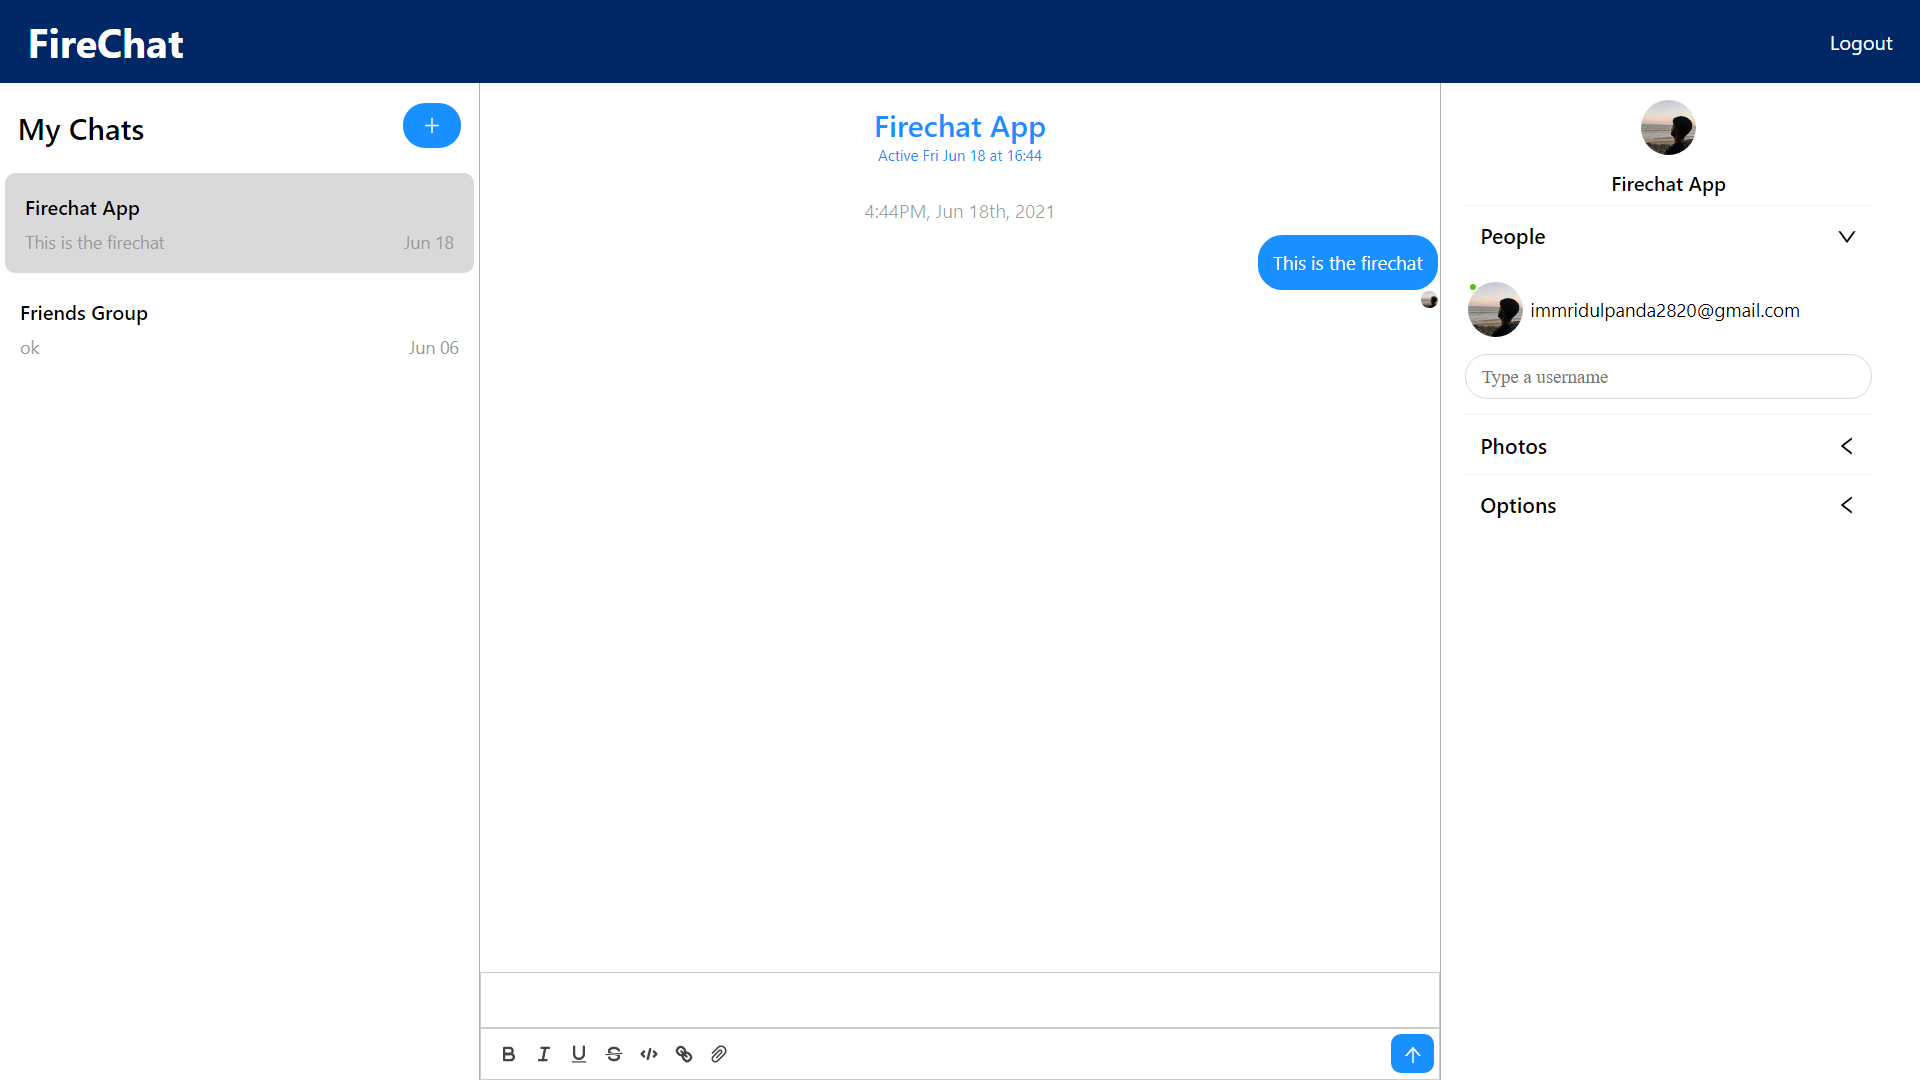 FireChat
Logout
My Chats
Firechat App
This is the firechat Jun 18
Friends Group
ok Jun 06
Firechat App
Active Fri Jun 18 at 16:44
4:44PM, Jun 18th, 2021
This is the firechat
Firechat App
People
immridulpanda2820@gmail.com
Type a username
Photos
Options